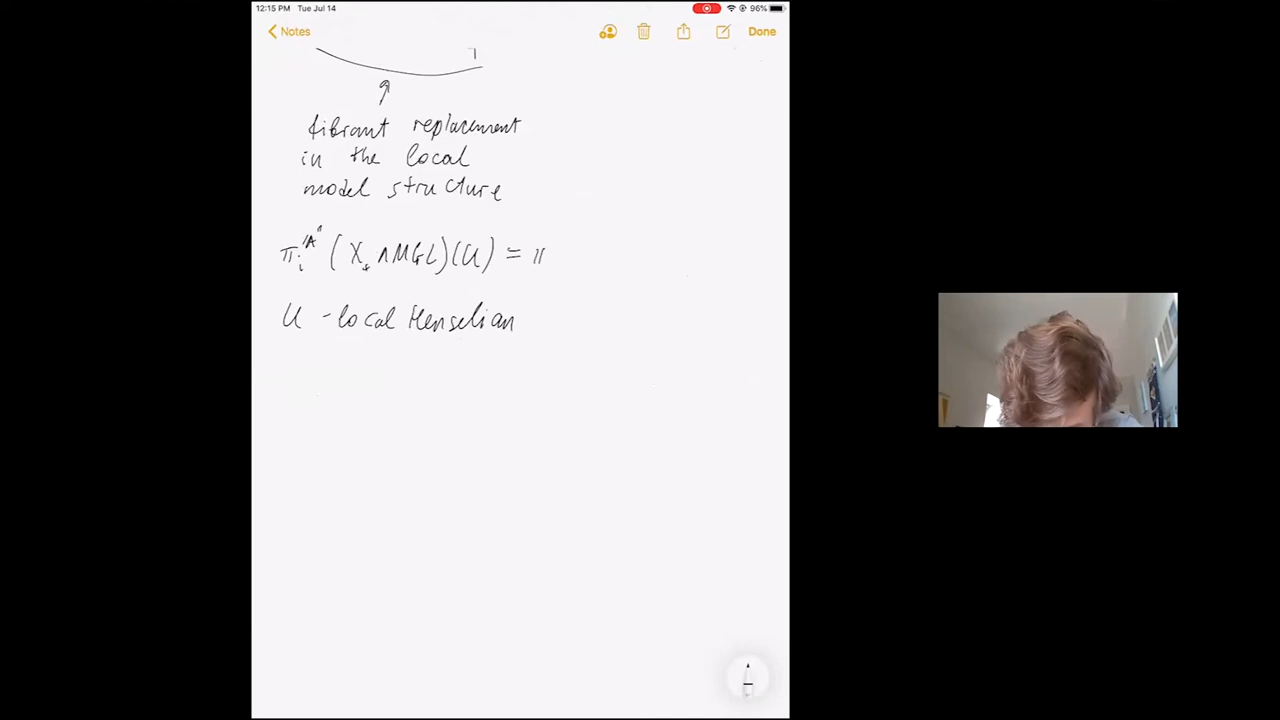 12:15 PM Tue Jul 14
96%
Notes
Done
fibrant replacement
in the local
model structure
π_i^{𝔸^1} (X_+ ∧ MGL)(U) = π
U - local Henselian